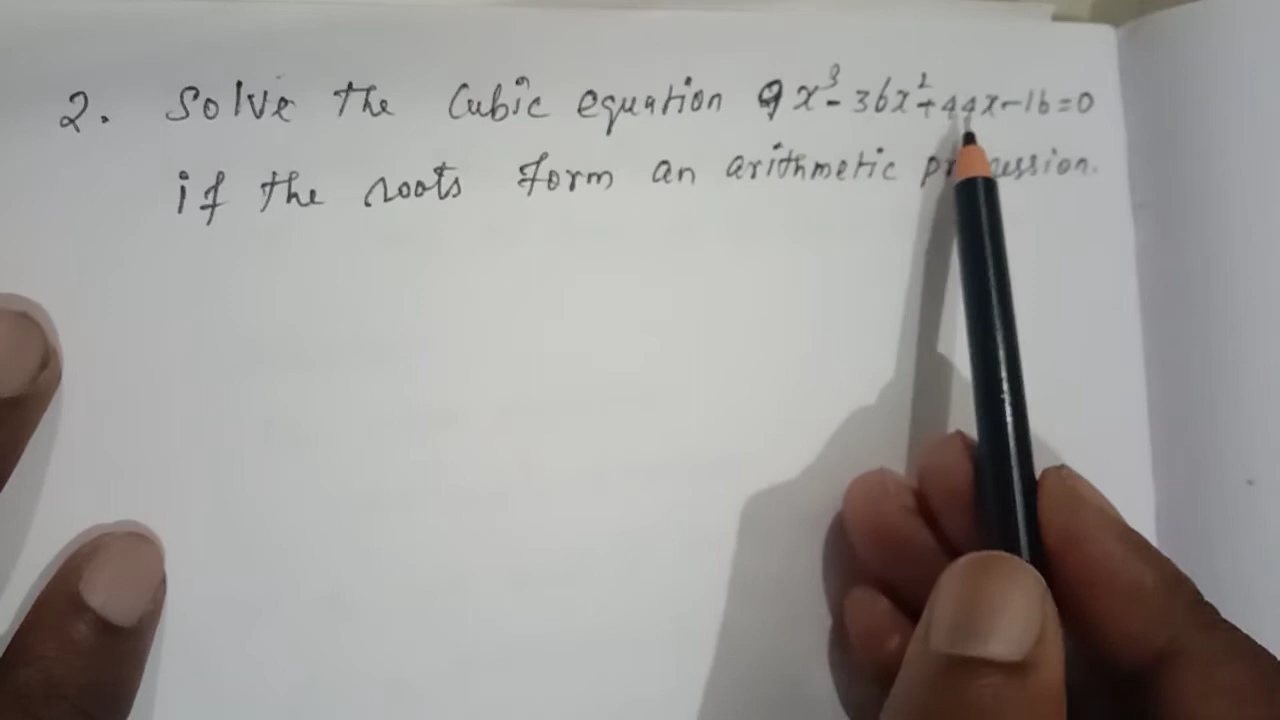 2. Solve the Cubic equation 9x³-36x²+44x-16=0
if the roots form an arithmetic